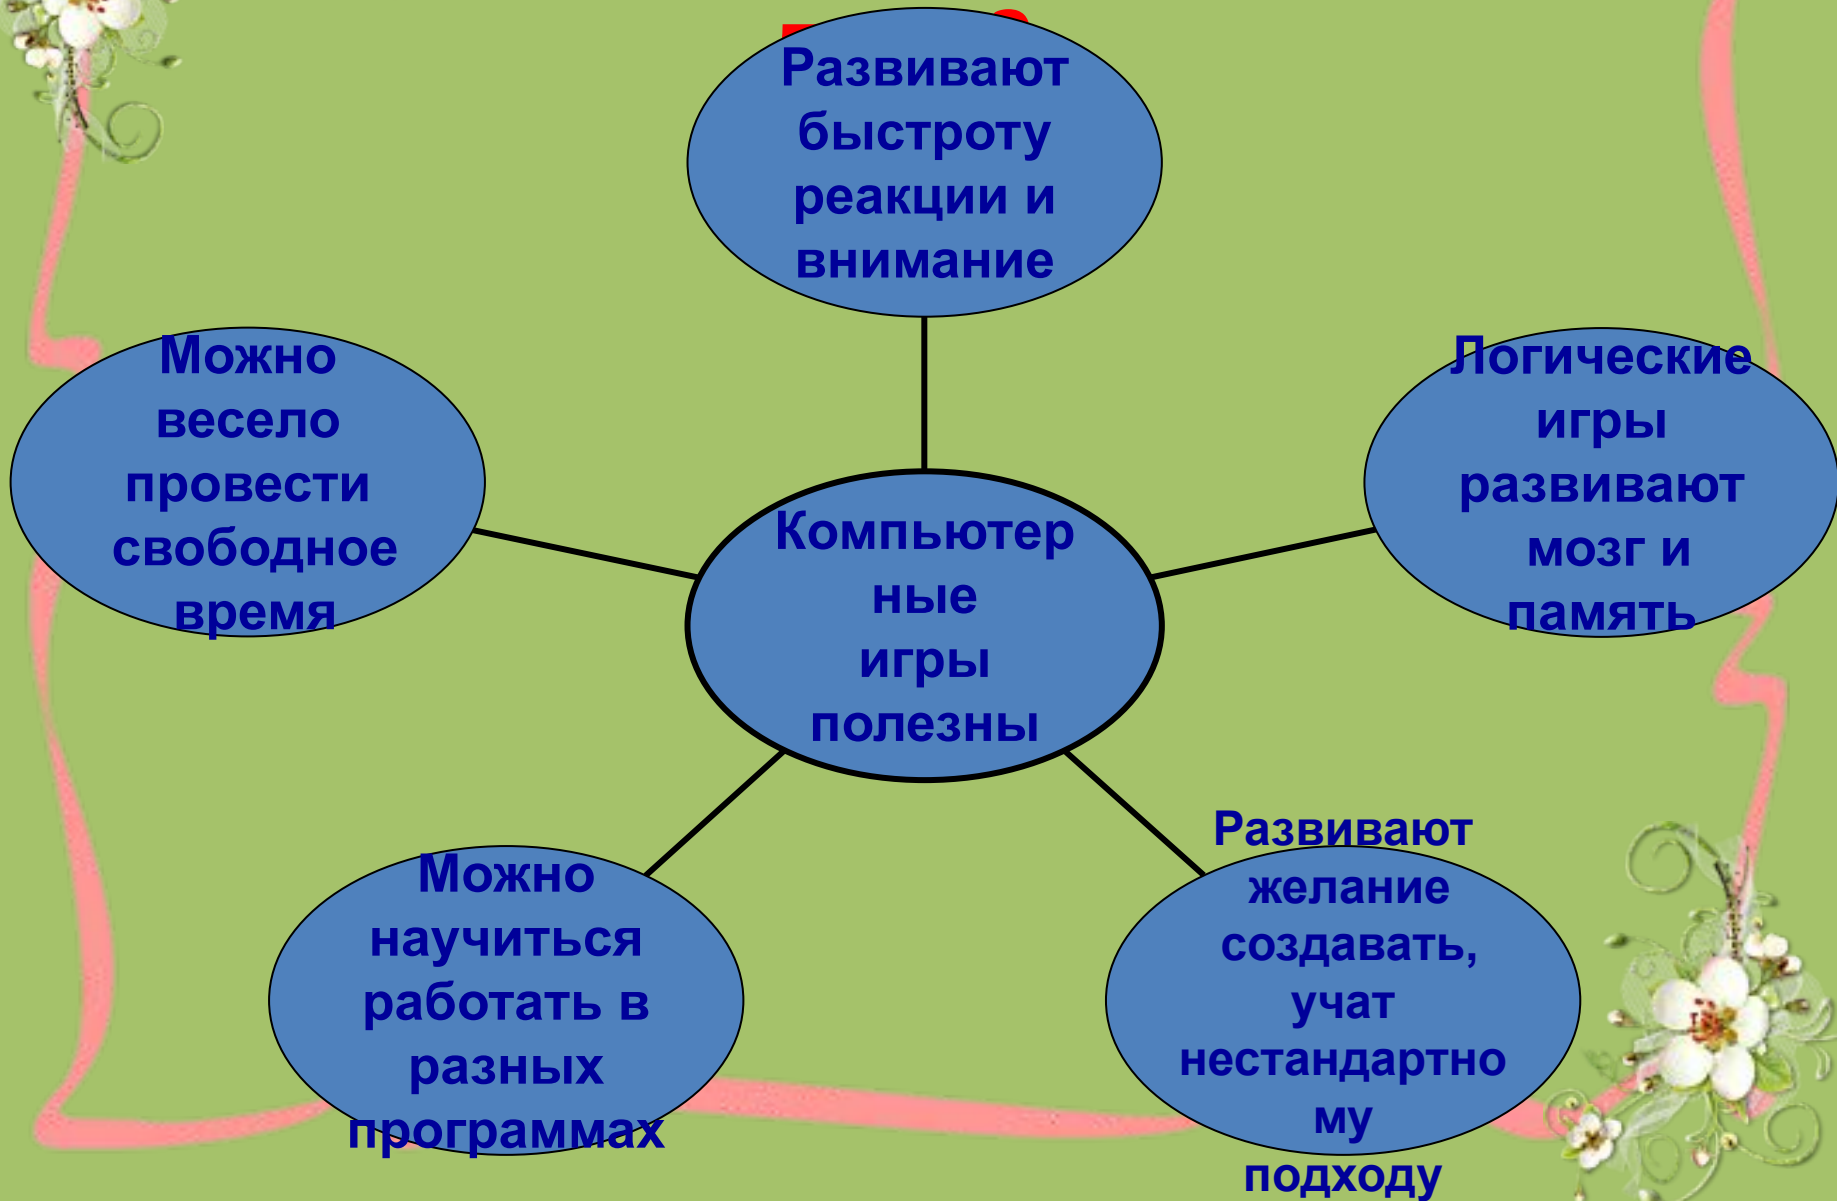 Развивают
быстроту
реакции и
внимание
Можно
весело
провести
свободное
время
Логические
игры
развивают
мозг и
память
Компьютер
ные
игры
полезны
Можно
научиться
работать в
разных
программах
Развивают
желание
создавать,
учат
нестандартно
му
подходу